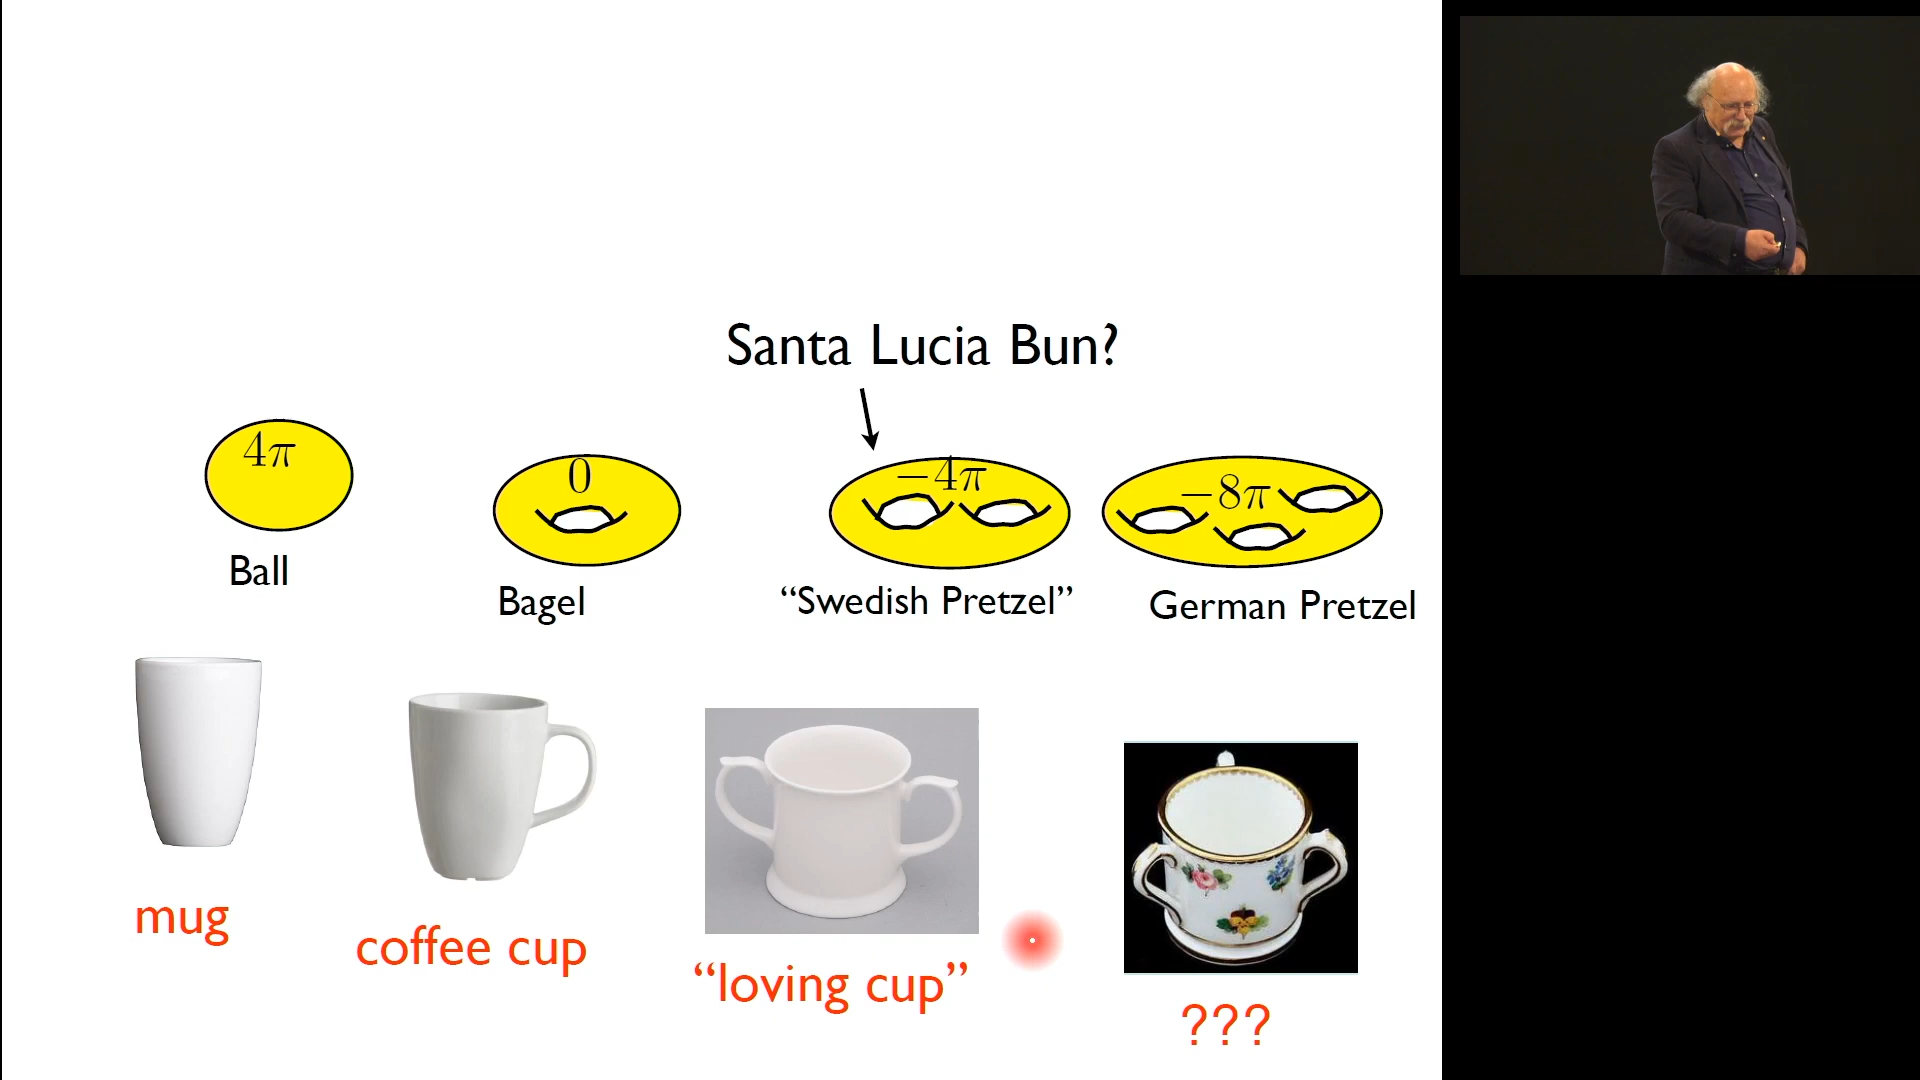 Santa Lucia Bun?
4π
0
−4π
−8π
Ball
Bagel
“Swedish Pretzel”
German Pretzel
mug
coffee cup
“loving cup”
???